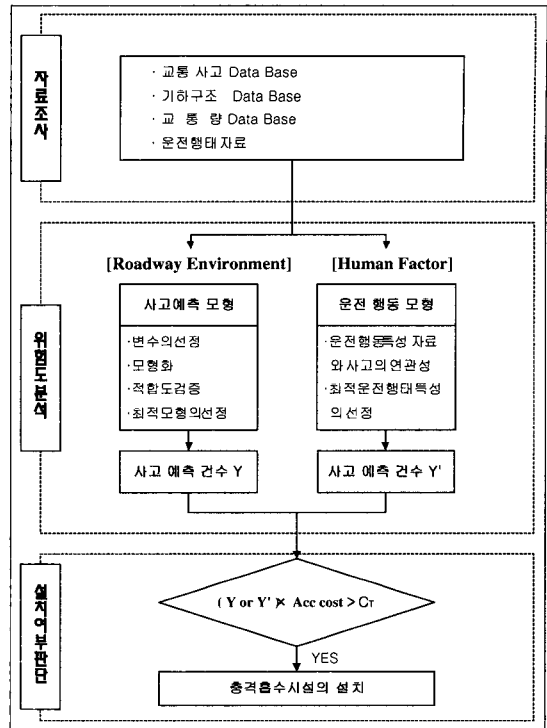 자료조사
· 교통 사고 Data Base
· 기하구조 Data Base
· 교 통 량 Data Base
· 운전행태자료
위험도분석
[Roadway Environment]
[Human Factor]
사고예측 모형
·변수의선정
·모형화
·적합도검증
·최적모형의선정
운전 행동 모형
·운전행동특성 자료
와사고의연관성
·최적운전행태특성
의선정
사고 예측 건수 Y
사고 예측 건수 Y'
설치여부판단
( Y or Y' ) × Acc cost > CT
YES
충격흡수시설의 설치